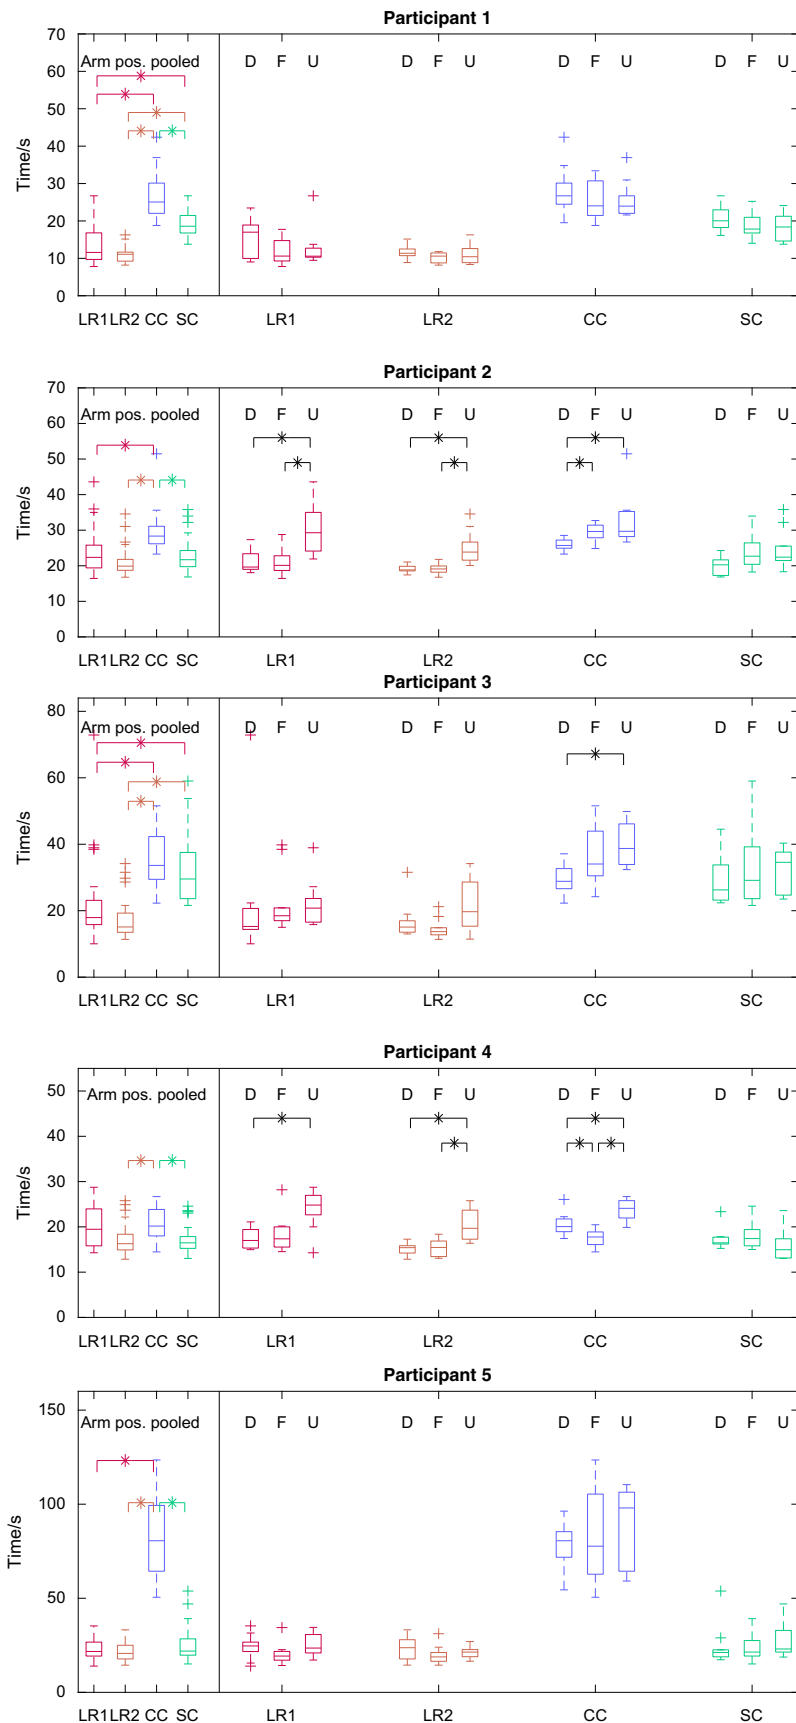 Participant 1
70
Arm pos. pooled D F U D F U D F U D F U
60
50
40
30
20
10
0
Time/s
LR1 LR2 CC SC LR1 LR2 CC SC
Participant 2
70
Arm pos. pooled D F U D F U D F U D F U
60
50
40
30
20
10
0
Time/s
LR1 LR2 CC SC LR1 LR2 CC SC
Participant 3
80
Arm pos. pooled D F U D F U D F U D F U
60
40
20
0
Time/s
LR1 LR2 CC SC LR1 LR2 CC SC
Participant 4
50
Arm pos. pooled D F U D F U D F U D F U
40
30
20
10
0
Time/s
LR1 LR2 CC SC LR1 LR2 CC SC
Participant 5
150
Arm pos. pooled D F U D F U D F U D F U
100
50
0
Time/s
LR1 LR2 CC SC LR1 LR2 CC SC